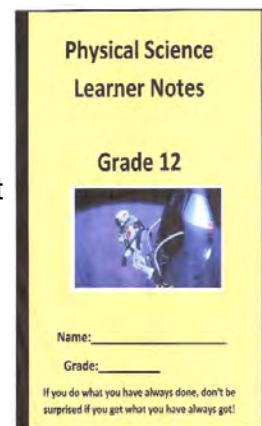 Physical Science
Learner Notes
Grade 12
t
Name:
Grade:
If you do what you have always done, don't be
surprised if you get what you have always got!